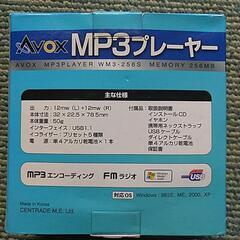 AVOX MP3プレーヤー
AVOX MP3PLAYER WM3-256S MEMORY 256MB
主な仕様
出力：12mw（L）+12mw（R）
本体寸法：32×22.5×78.5mm
質量：50g
インターフェイス：USB1.1
イコライザー：プリセット5種類
電源：単4アルカリ乾電池×1本
付属品：取扱説明書
インストールCD
イヤホン
携帯用ネックストラップ
USBケーブル
ダイレクトケーブル
単4アルカリ乾電池
MP3 エンコーディング FMラジオ USB
対応OS Windows：98SE, ME, 2000, XP
Made in Korea
CENTRADE M.E. Ltd.